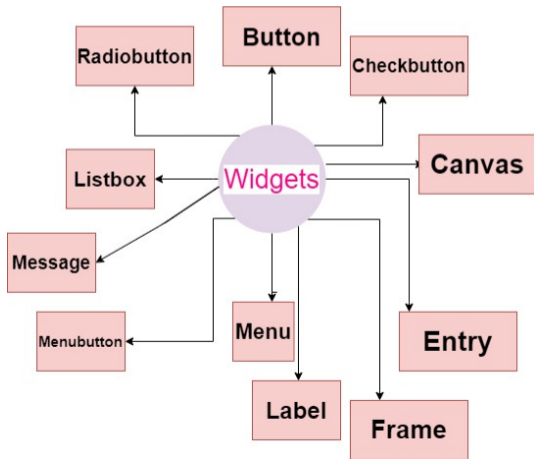 Button
Radiobutton
Checkbutton
Canvas
Listbox
Widgets
Message
Menubutton
Menu
Entry
Label
Frame